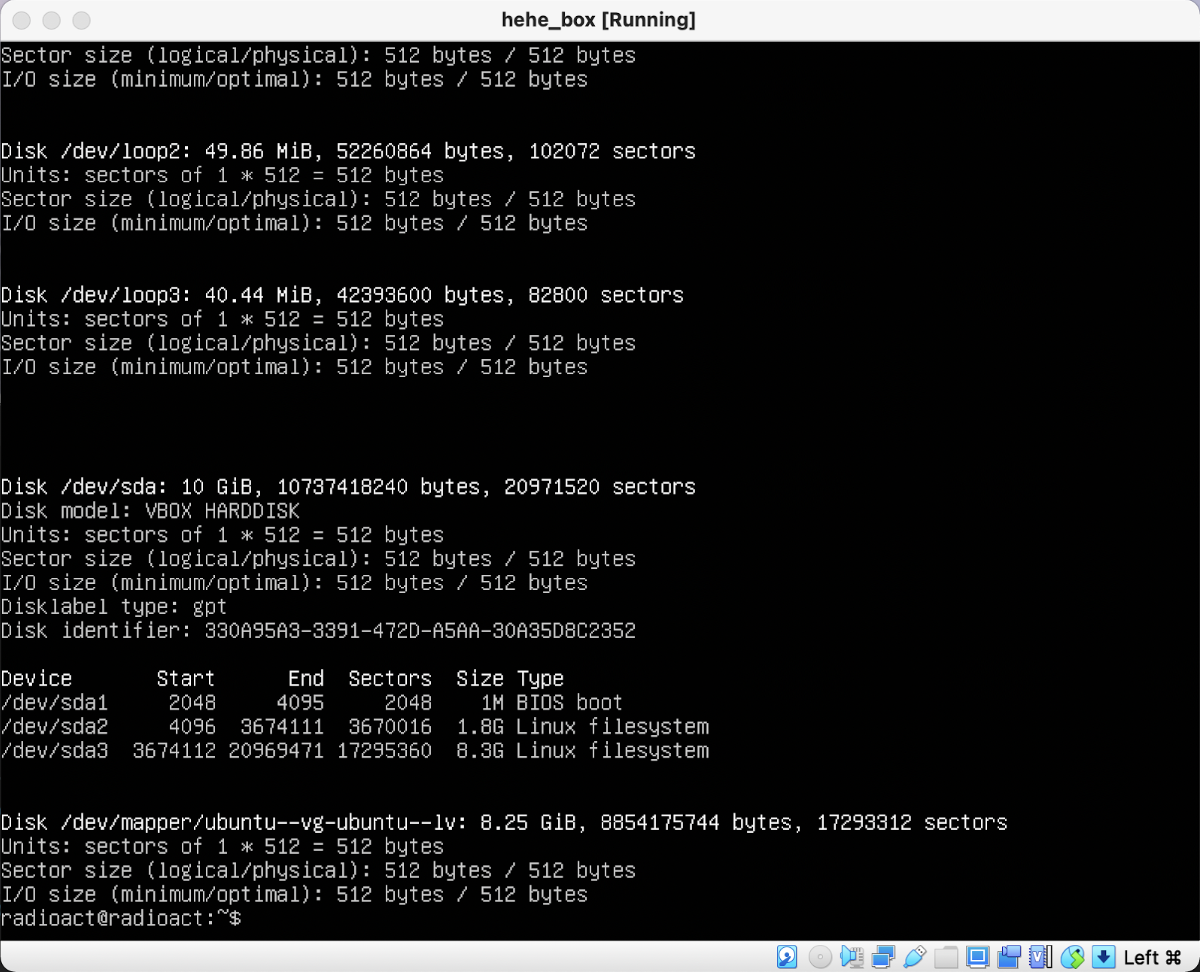 hehe_box [Running]
Sector size (logical/physical): 512 bytes / 512 bytes
I/O size (minimum/optimal): 512 bytes / 512 bytes
Disk /dev/loop2: 49.86 MiB, 52260864 bytes, 102072 sectors
Units: sectors of 1 * 512 = 512 bytes
Sector size (logical/physical): 512 bytes / 512 bytes
I/O size (minimum/optimal): 512 bytes / 512 bytes
Disk /dev/loop3: 40.44 MiB, 42393600 bytes, 82800 sectors
Units: sectors of 1 * 512 = 512 bytes
Sector size (logical/physical): 512 bytes / 512 bytes
I/O size (minimum/optimal): 512 bytes / 512 bytes
Disk /dev/sda: 10 GiB, 10737418240 bytes, 20971520 sectors
Disk model: VBOX HARDDISK
Units: sectors of 1 * 512 = 512 bytes
Sector size (logical/physical): 512 bytes / 512 bytes
I/O size (minimum/optimal): 512 bytes / 512 bytes
Disklabel type: gpt
Disk identifier: 330A95A3-3391-472D-A5AA-30A35D8C2352
Device Start End Sectors Size Type
/dev/sda1 2048 4095 2048 1M BIOS boot
/dev/sda2 4096 3674111 3670016 1.8G Linux filesystem
/dev/sda3 3674112 20969471 17295360 8.3G Linux filesystem
Disk /dev/mapper/ubuntu--vg-ubuntu--lv: 8.25 GiB, 8854175744 bytes, 17293312 sectors
Units: sectors of 1 * 512 = 512 bytes
Sector size (logical/physical): 512 bytes / 512 bytes
I/O size (minimum/optimal): 512 bytes / 512 bytes
radioact@radioact:~$
Left ⌘